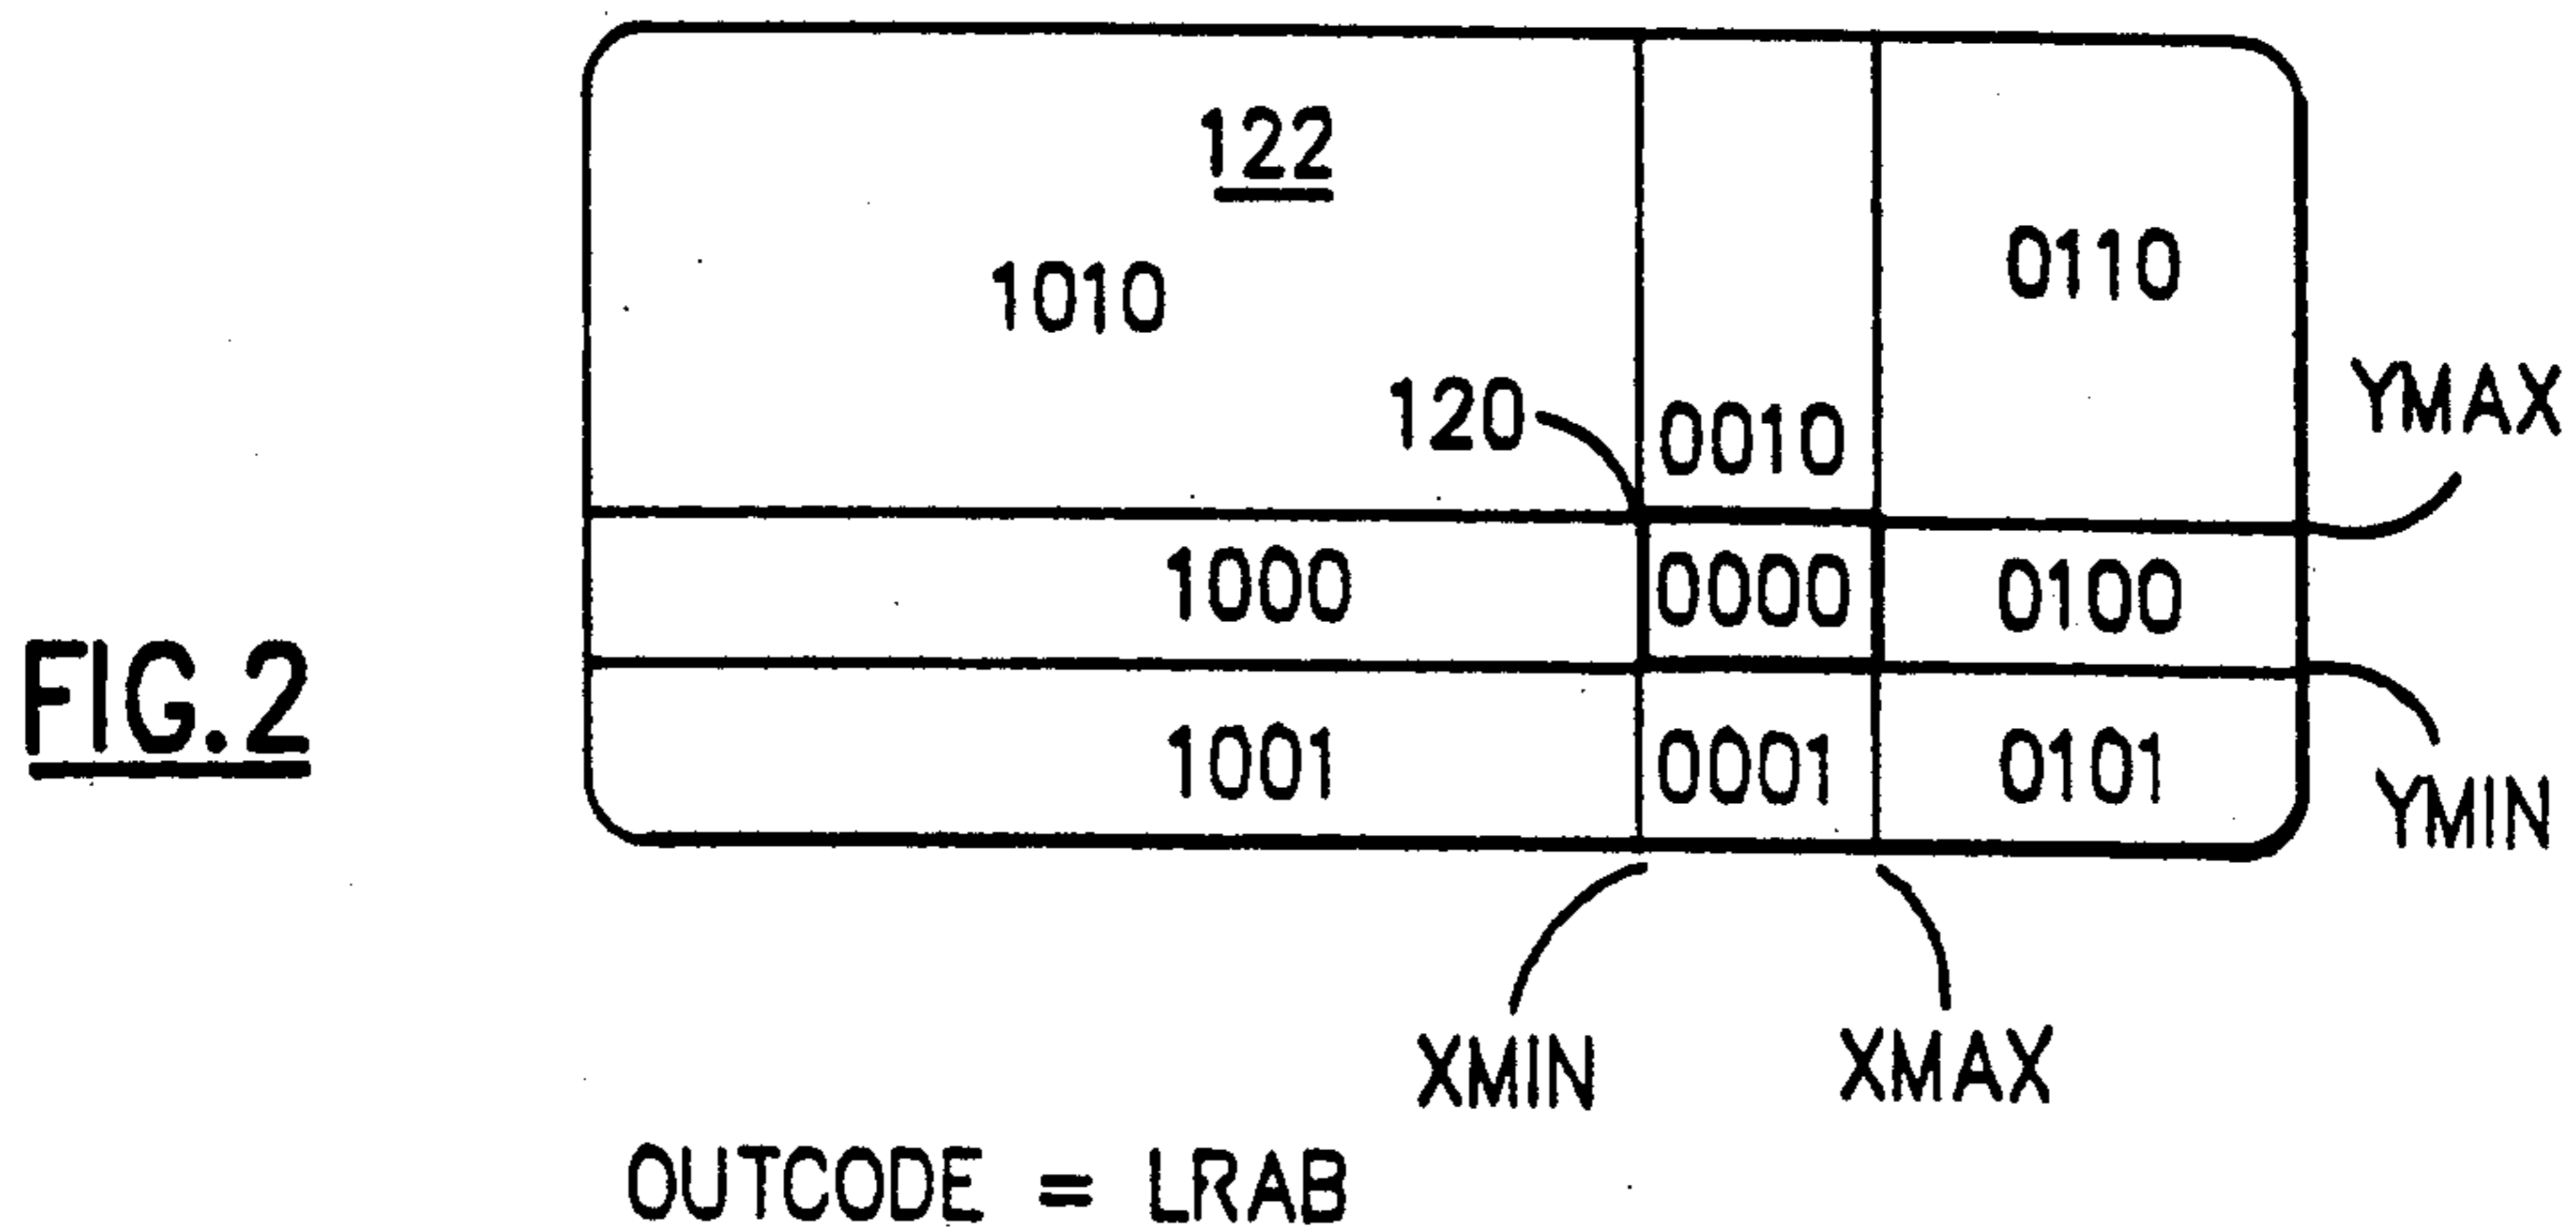 122
1010
0110
120
0010
YMAX
1000
0000
0100
FIG.2
1001
0001
0101
YMIN
XMIN
XMAX
OUTCODE = LRAB